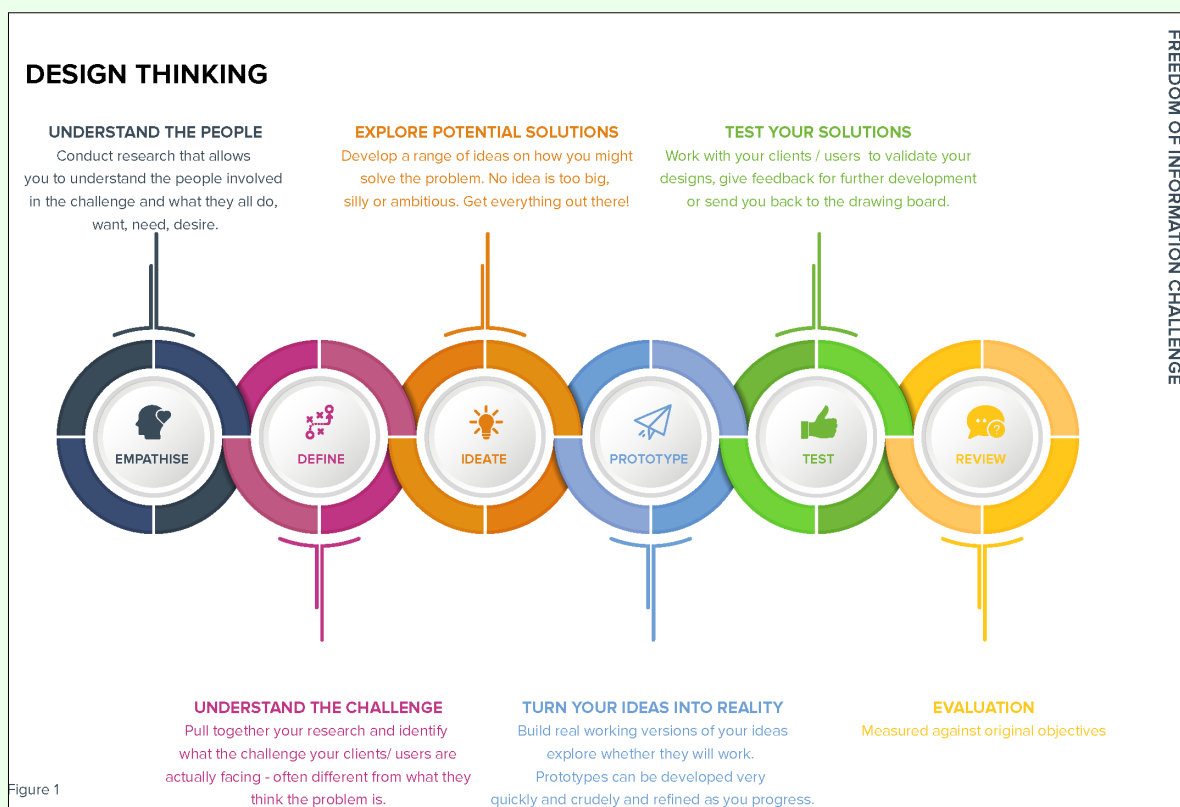 DESIGN THINKING
FREEDOM OF INFORMATION CHALLENGE
UNDERSTAND THE PEOPLE
Conduct research that allows
you to understand the people involved
in the challenge and what they all do,
want, need, desire.
EXPLORE POTENTIAL SOLUTIONS
Develop a range of ideas on how you might
solve the problem. No idea is too big,
silly or ambitious. Get everything out there!
TEST YOUR SOLUTIONS
Work with your clients / users to validate your
designs, give feedback for further development
or send you back to the drawing board.
EMPATHISE
DEFINE
IDEATE
PROTOTYPE
TEST
?
REVIEW
UNDERSTAND THE CHALLENGE
Pull together your research and identify
what the challenge your clients/ users are
actually facing - often different from what they
think the problem is.
TURN YOUR IDEAS INTO REALITY
Build real working versions of your ideas
explore whether they will work.
Prototypes can be developed very
quickly and crudely and refined as you progress.
EVALUATION
Measured against original objectives
Figure 1